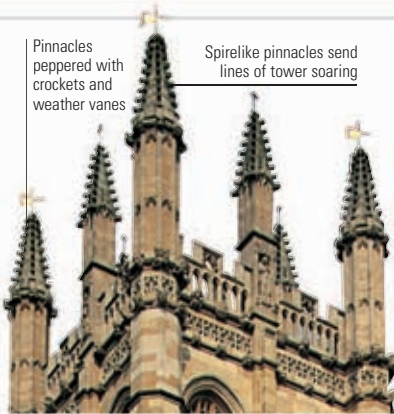 Pinnacles
peppered with
crockets and
weather vanes
Spirelike pinnacles send
lines of tower soaring